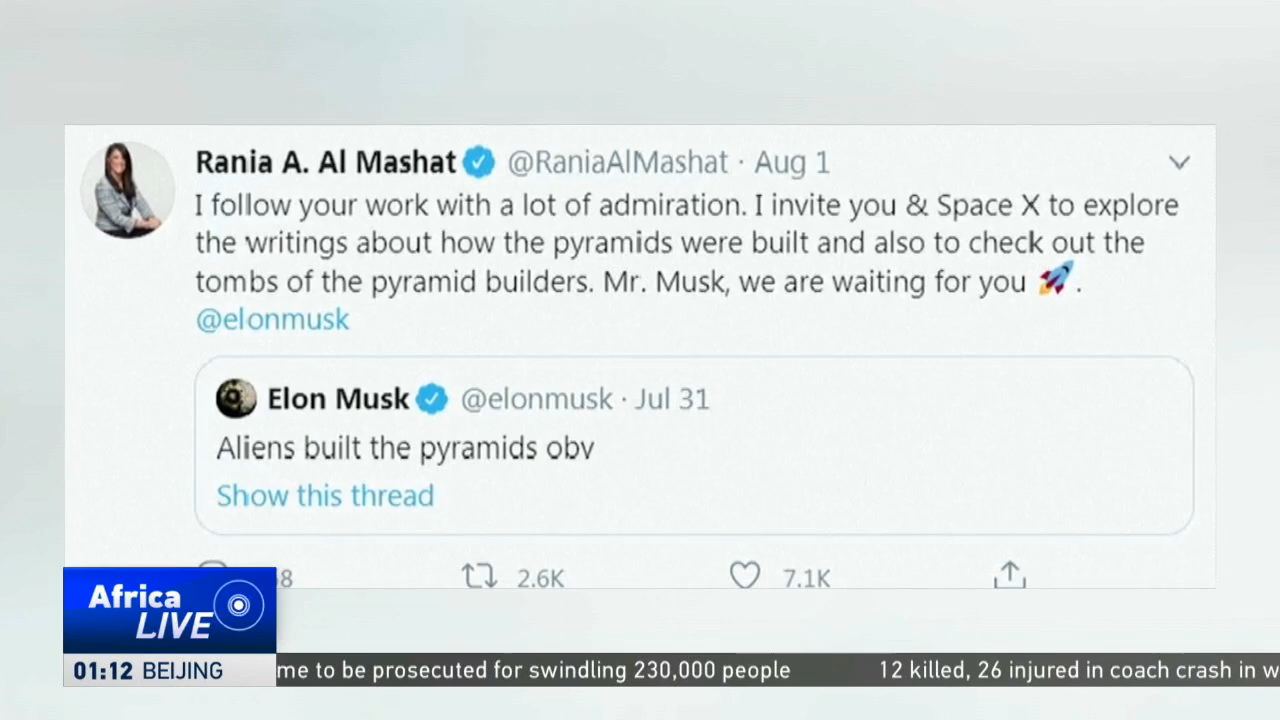 Rania A. Al Mashat @RaniaAlMashat · Aug 1
I follow your work with a lot of admiration. I invite you & Space X to explore
the writings about how the pyramids were built and also to check out the
tombs of the pyramid builders. Mr. Musk, we are waiting for you 🚀.
@elonmusk
Elon Musk @elonmusk · Jul 31
Aliens built the pyramids obv
Show this thread
2.6K 7.1K
Africa
LIVE
01:12 BEIJING
me to be prosecuted for swindling 230,000 people 12 killed, 26 injured in coach crash in w